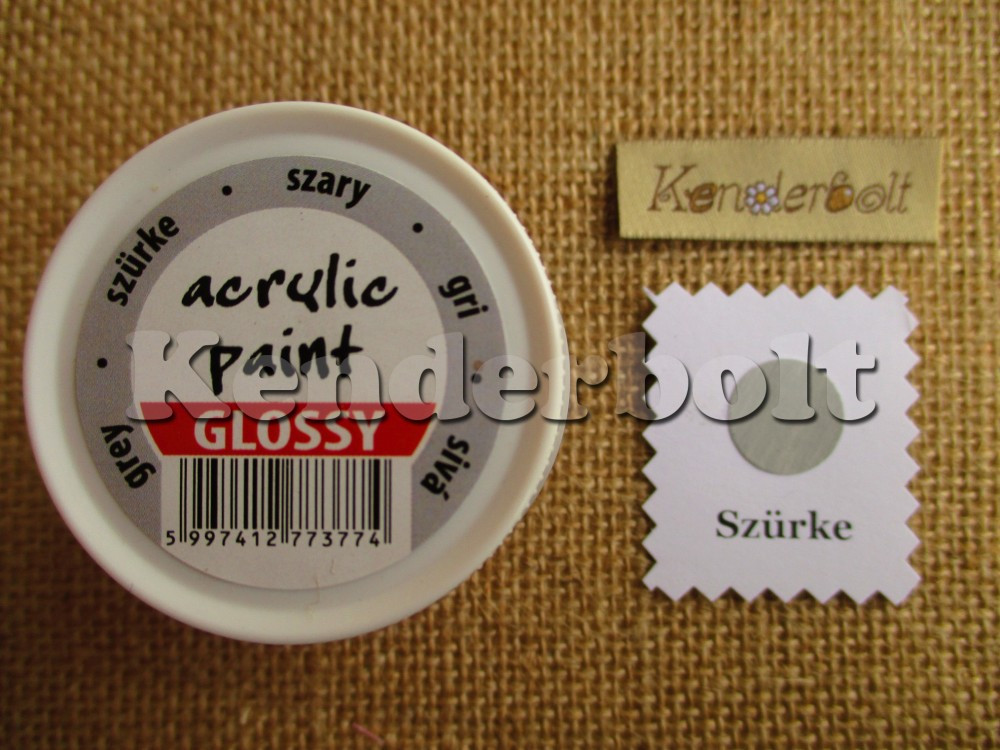 szary
szürke
gri
grey
sivá
acrylic
paint
GLOSSY
5 997412 773774
Kenderbolt
Szürke
Kenderbolt